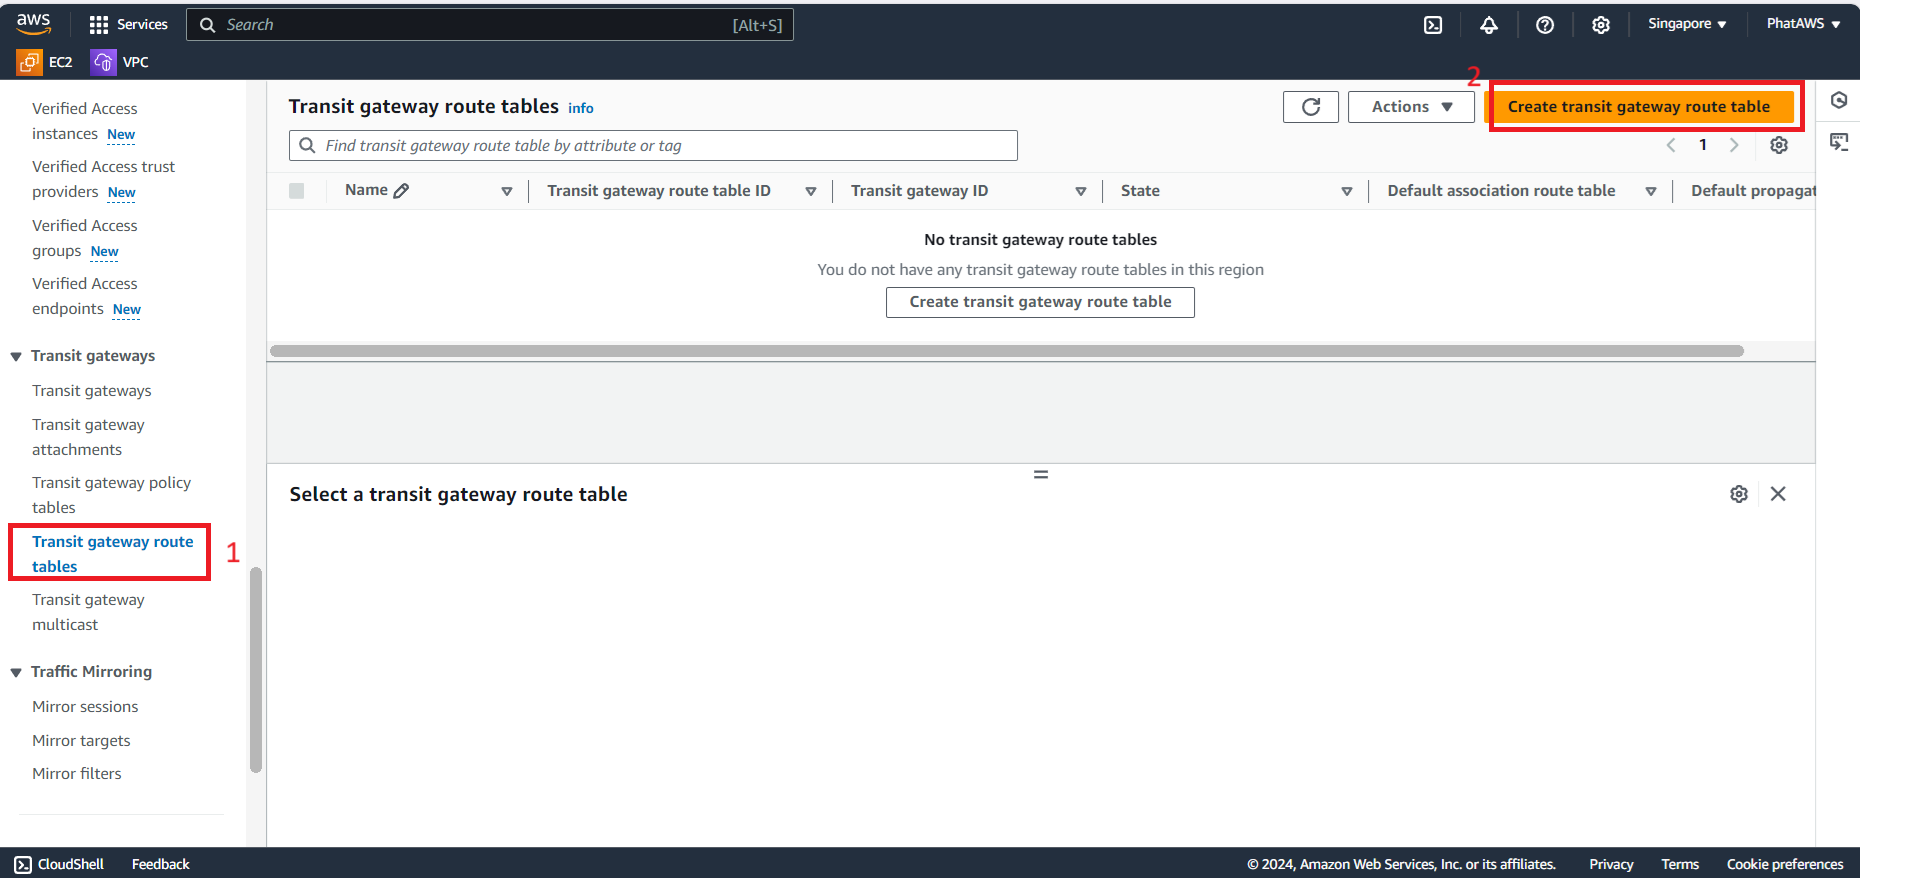 aws
Services
Search
[Alt+S]
Singapore
PhatAWS
EC2
VPC
2
Verified Access
instances New
Verified Access trust
providers New
Verified Access
groups New
Verified Access
endpoints New
Transit gateways
Transit gateways
Transit gateway
attachments
Transit gateway policy
tables
Transit gateway route
tables
1
Transit gateway
multicast
Traffic Mirroring
Mirror sessions
Mirror targets
Mirror filters
Transit gateway route tables info
Actions
Create transit gateway route table
Find transit gateway route table by attribute or tag
1
Name
Transit gateway route table ID
Transit gateway ID
State
Default association route table
Default propagat
No transit gateway route tables
You do not have any transit gateway route tables in this region
Create transit gateway route table
Select a transit gateway route table
CloudShell
Feedback
© 2024, Amazon Web Services, Inc. or its affiliates.
Privacy
Terms
Cookie preferences